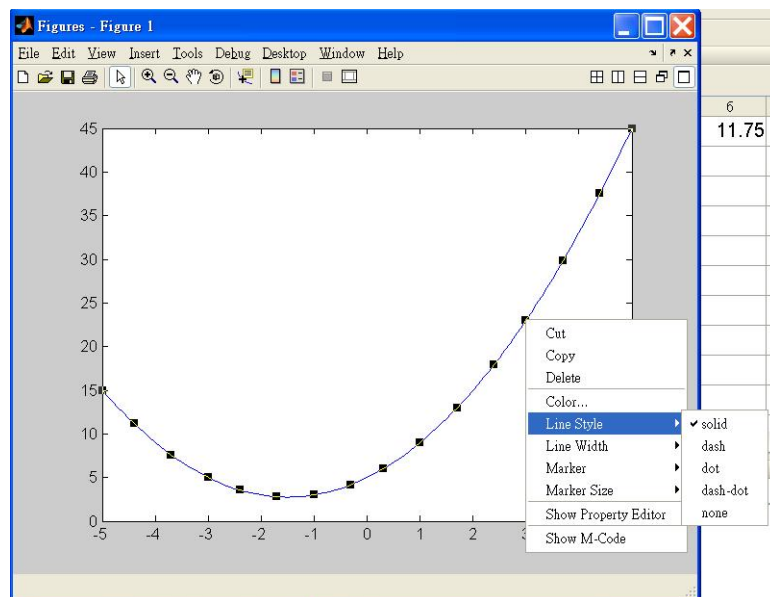 Figures - Figure 1
File Edit View Insert Tools Debug Desktop Window Help
6
11.75
45
40
35
30
25
20
15
10
5
0
-5 -4 -3 -2 -1 0 1 2 3
Cut
Copy
Delete
Color...
Line Style
Line Width
Marker
Marker Size
Show Property Editor
Show M-Code
solid
dash
dot
dash-dot
none